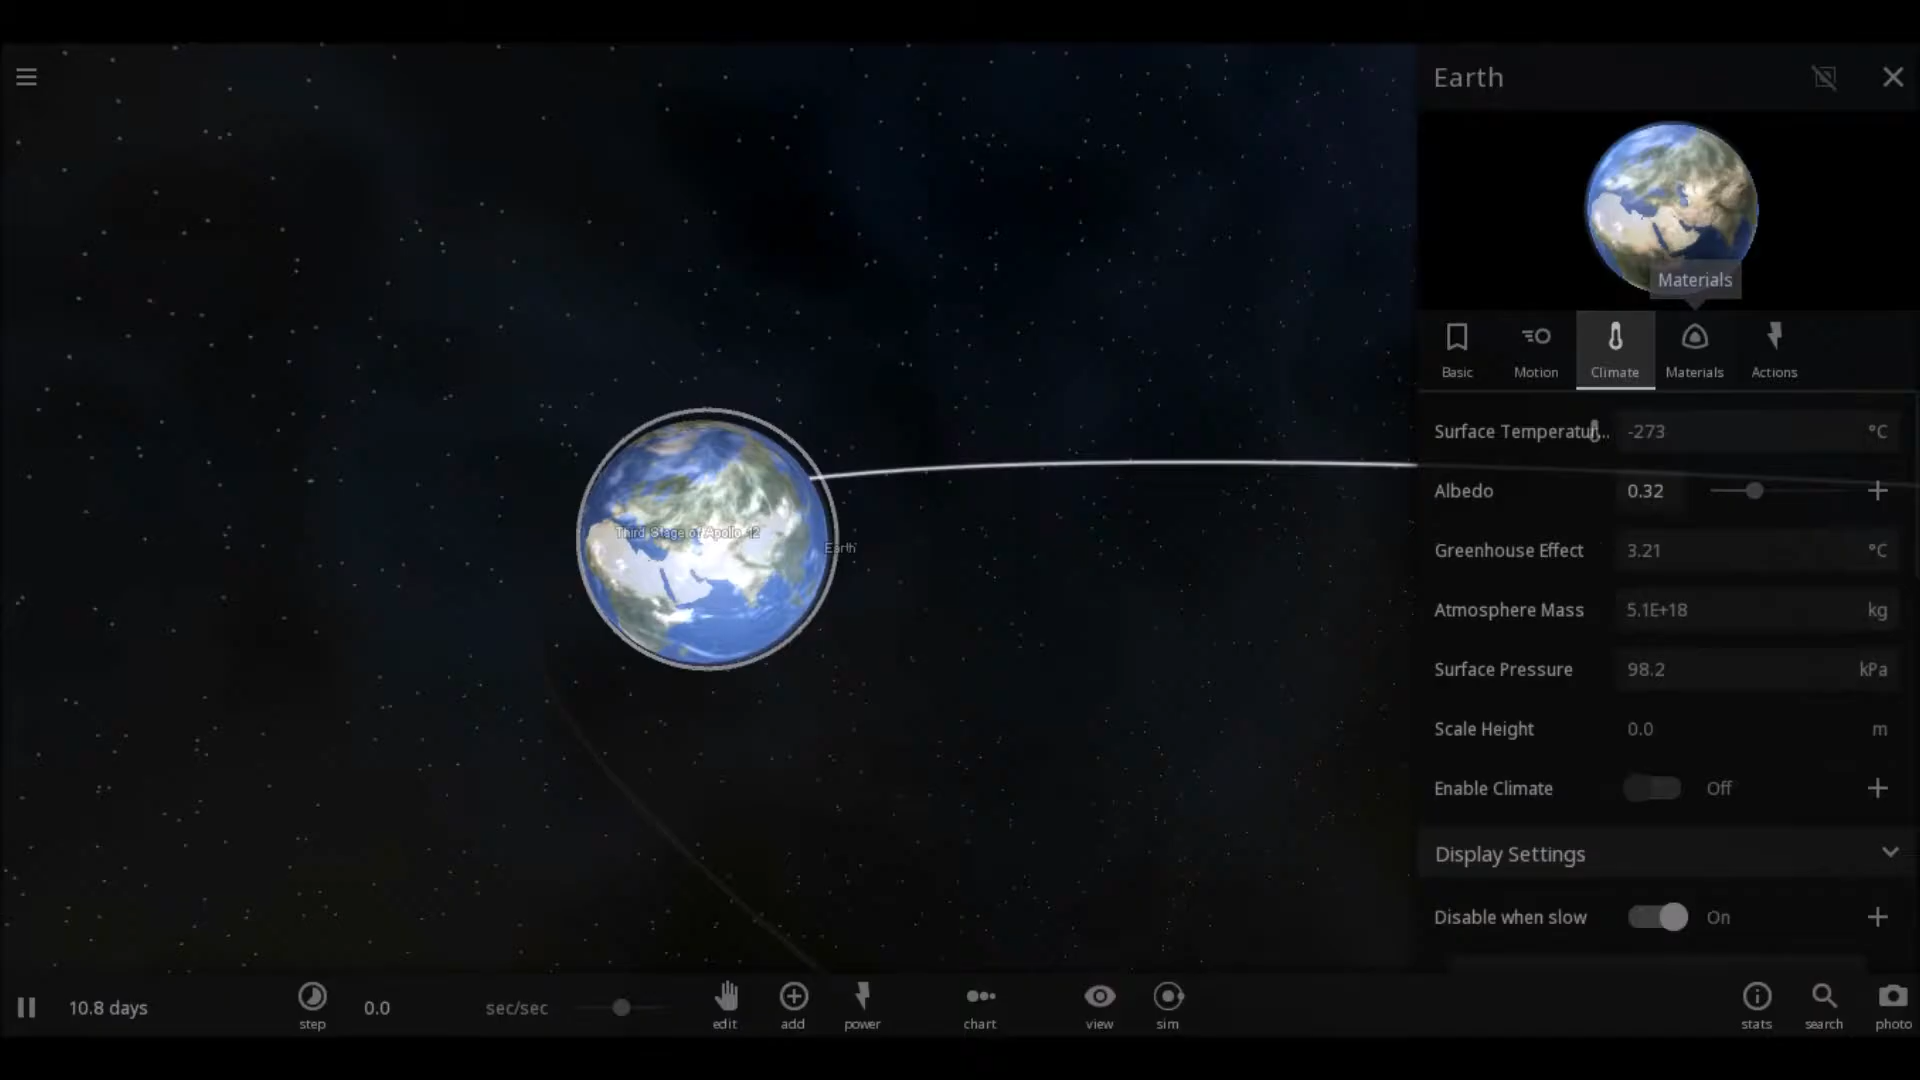 Earth
Materials
Basic
Motion
Climate
Materials
Actions
Surface Temperatur... -273 °C
Albedo 0.32
Greenhouse Effect 3.21 °C
Third Stage of Apollo 12
Earth
Atmosphere Mass 5.1E+18 kg
Surface Pressure 98.2 kPa
Scale Height 0.0 m
Enable Climate Off
Display Settings
Disable when slow On
10.8 days
step
0.0
sec/sec
edit
add
power
chart
view
sim
stats
search
photo